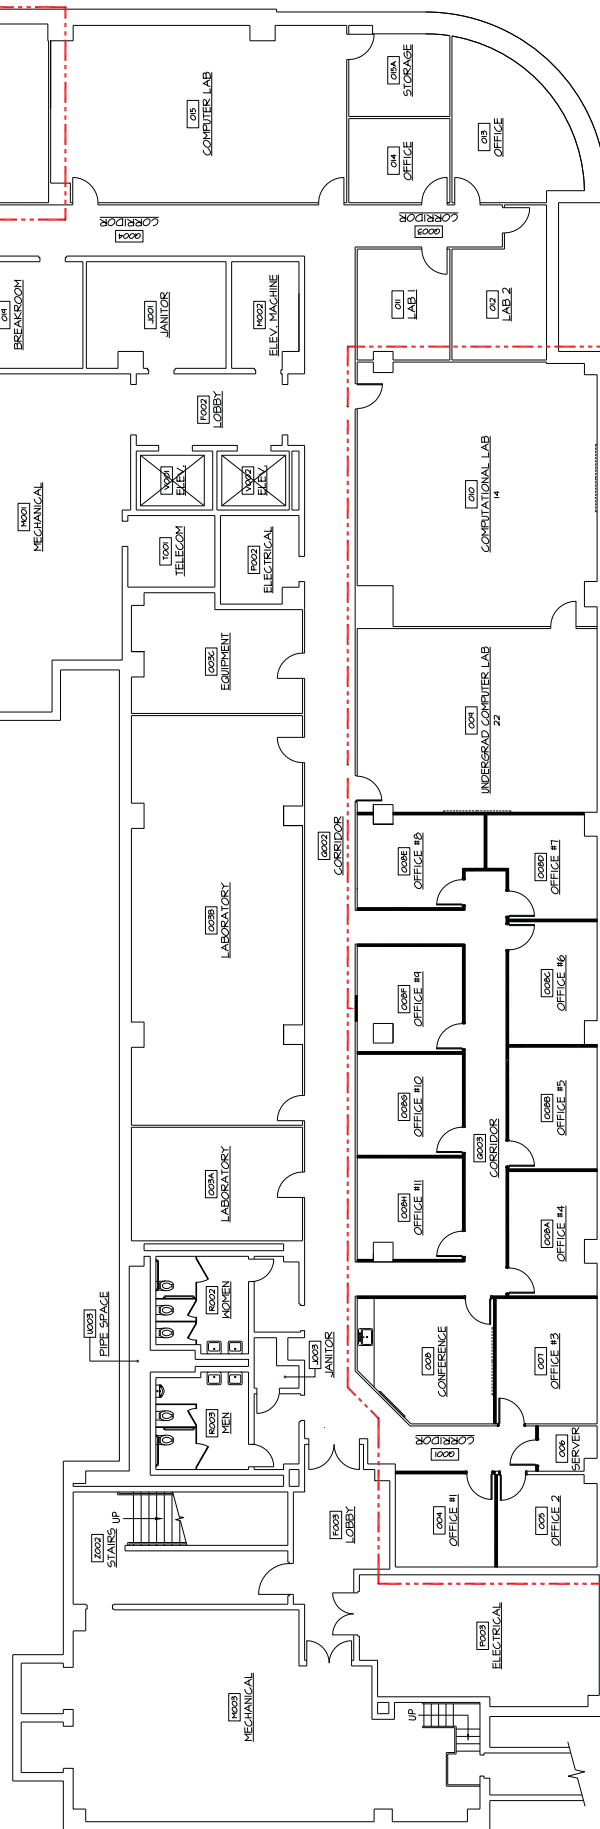 015
COMPUTER LAB
015A
STORAGE
014
OFFICE
013
OFFICE
CORRIDOR
G004
CORRIDOR
G005
019
BREAKROOM
J001
JANITOR
M002
ELEV. MACHINE
011
LAB 1
012
LAB 2
F002
LOBBY
V001
ELEV.
V002
ELEV.
M001
MECHANICAL
T001
TELECOM
P002
ELECTRICAL
010
COMPUTATIONAL LAB
14
003C
EQUIPMENT
009
UNDERGRAD COMPUTER LAB
22
G002
CORRIDOR
003B
LABORATORY
008E
OFFICE #8
008D
OFFICE #7
008F
OFFICE #9
008C
OFFICE #6
008G
OFFICE #10
008B
OFFICE #5
G003
CORRIDOR
003A
LABORATORY
008H
OFFICE #11
008A
OFFICE #4
U003
PIPE SPACE
R002
WOMEN
J003
JANITOR
008
CONFERENCE
007
OFFICE #3
R003
MEN
CORRIDOR
G001
006
SERVER
Z002
STAIRS
UP
F003
LOBBY
004
OFFICE #1
005
OFFICE 2
P003
ELECTRICAL
M003
MECHANICAL
UP